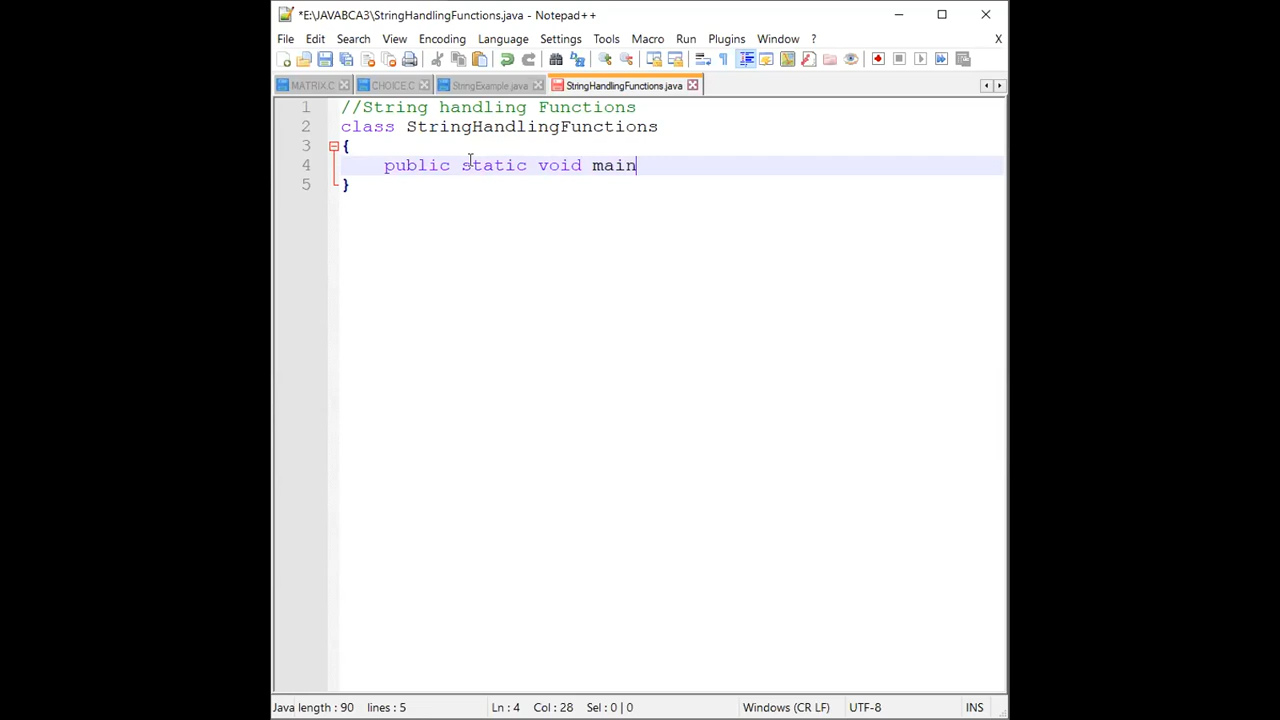 *E:\JAVABCA3\StringHandlingFunctions.java - Notepad++
File Edit Search View Encoding Language Settings Tools Macro Run Plugins Window ? X
MATRIX.C CHOICE.C StringExample.java StringHandlingFunctions.java
1 //String handling Functions
2 class StringHandlingFunctions
3 {
4 public static void main
5 }
Java length : 90 lines : 5 Ln : 4 Col : 28 Sel : 0 | 0 Windows (CR LF) UTF-8 INS